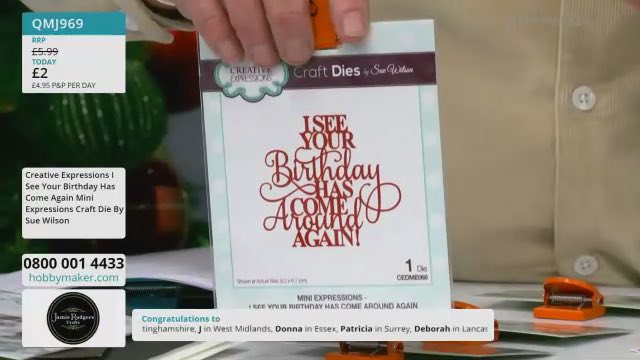 QMJ969
RRP
£5.99
TODAY
£2
£4.95 P&P PER DAY
Creative Expressions I
See Your Birthday Has
Come Again Mini
Expressions Craft Die By
Sue Wilson
0800 001 4433
hobbymaker.com
Jamie Rodgers
Crafts
CREATIVE
EXPRESSIONS
Craft Dies by Sue Wilson
I SEE
YOUR
Birthday
HAS
COME
Around
AGAIN!
1 Die
CEDME068
MINI EXPRESSIONS -
I SEE YOUR BIRTHDAY HAS COME AROUND AGAIN
Congratulations to
tinghamshire, J in West Midlands, Donna in Essex, Patricia in Surrey, Deborah in Lancas